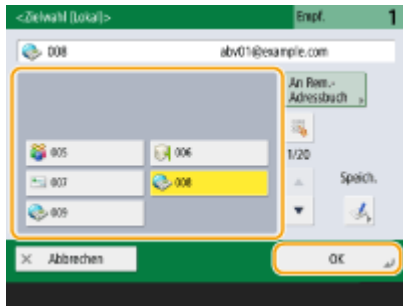 <Zielwahl [Lokal]>
Empf. 1
008 abv01@example.com
An Rem.-
Adressbuch
005 006
1/20
007 008
Speich.
009
Abbrechen
OK